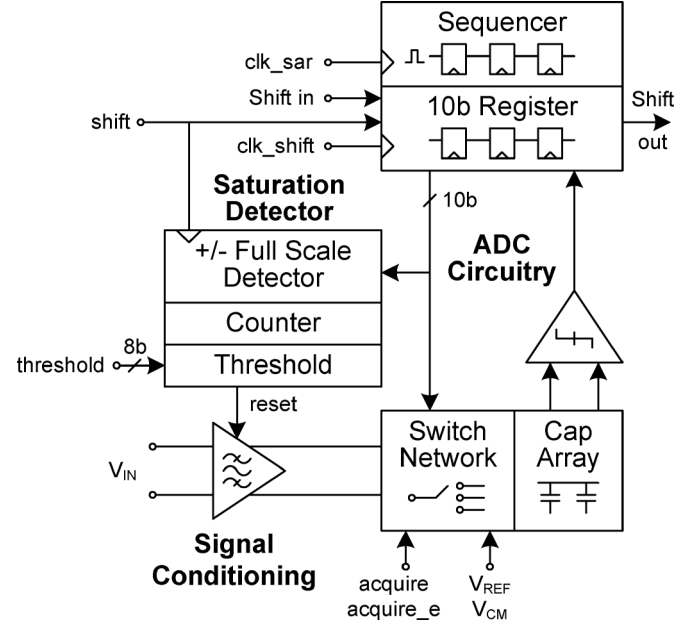 Sequencer
clk_sar
Shift in
10b Register
Shift
out
shift
clk_shift
Saturation
Detector
10b
+/- Full Scale
Detector
ADC
Circuitry
Counter
8b
threshold
Threshold
reset
Switch
Network
Cap
Array
VIN
Signal
Conditioning
acquire
acquire_e
VREF
VCM